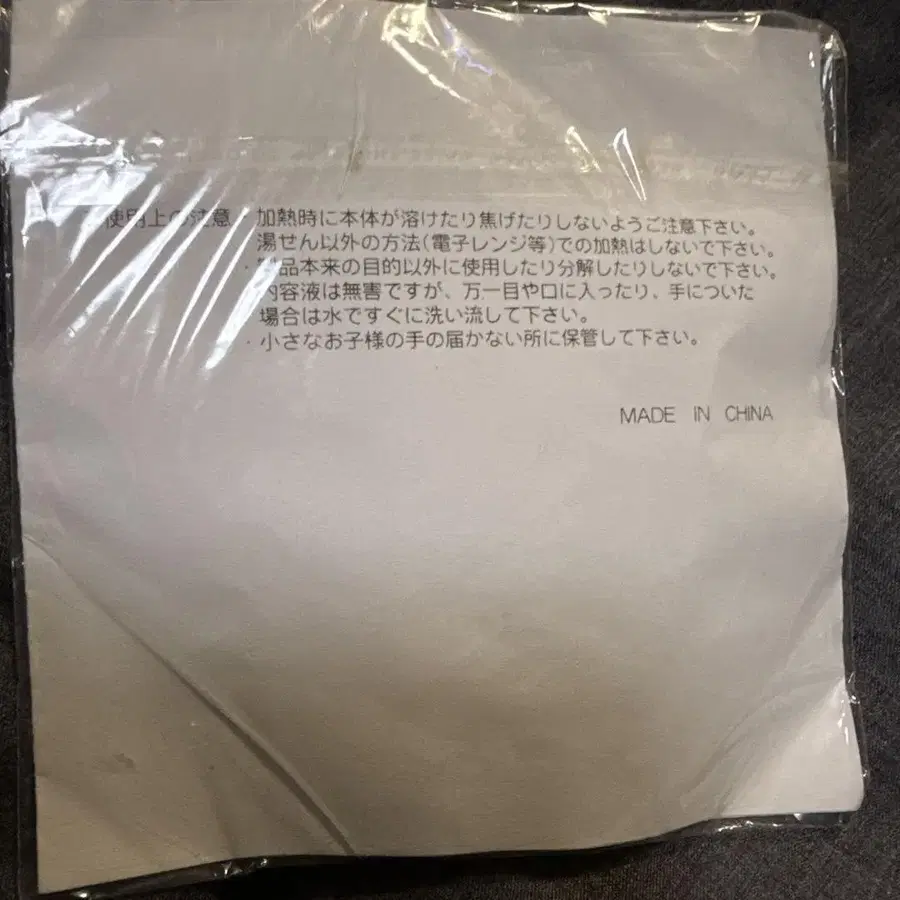 使用上の注意・加熱時に本体が溶けたり焦げたりしないようご注意下さい。
湯せん以外の方法(電子レンジ等)での加熱はしないで下さい。
・製品本来の目的以外に使用したり分解したりしないで下さい。
内容液は無害ですが、万一目や口に入ったり、手についた
場合は水ですぐに洗い流して下さい。
・小さなお子様の手の届かない所に保管して下さい。
MADE IN CHINA